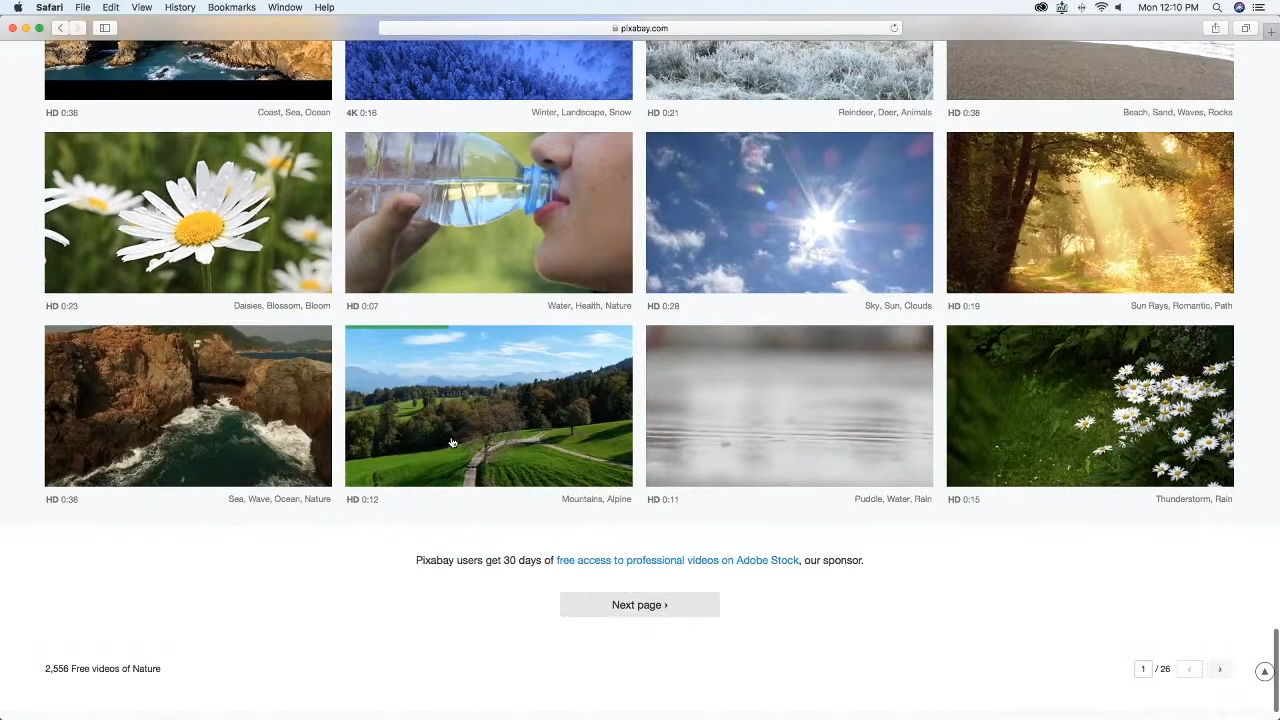 Safari File Edit View History Bookmarks Window Help Mon 12:10 PM
pixabay.com
HD 0:38 Coast, Sea, Ocean 4K 0:16 Winter, Landscape, Snow HD 0:21 Reindeer, Deer, Animals HD 0:38 Beach, Sand, Waves, Rocks
HD 0:23 Daisies, Blossom, Bloom HD 0:07 Water, Health, Nature HD 0:28 Sky, Sun, Clouds HD 0:19 Sun Rays, Romantic, Path
HD 0:38 Sea, Wave, Ocean, Nature HD 0:12 Mountains, Alpine HD 0:11 Puddle, Water, Rain HD 0:15 Thunderstorm, Rain
Pixabay users get 30 days of free access to professional videos on Adobe Stock, our sponsor.
Next page ›
2,556 Free videos of Nature 1 / 26 ‹ ›